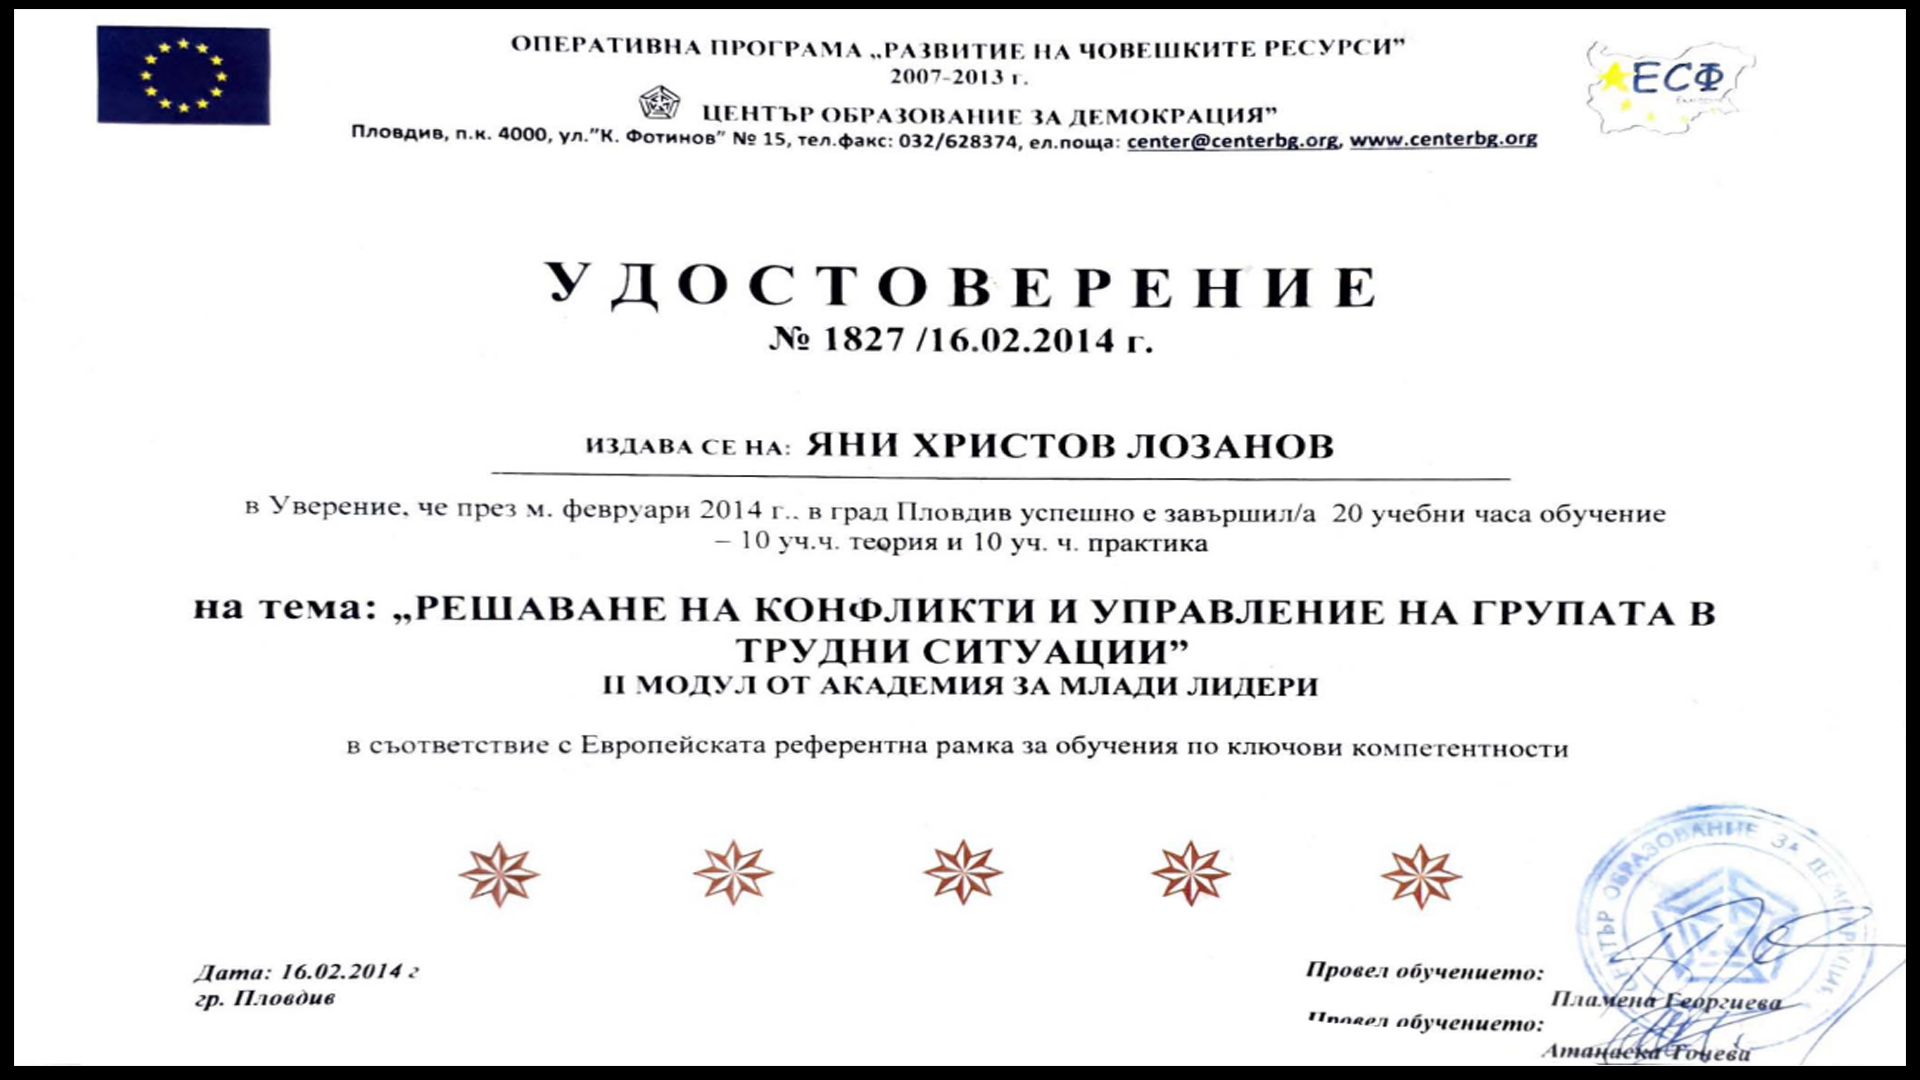 ОПЕРАТИВНА ПРОГРАМА „РАЗВИТИЕ НА ЧОВЕШКИТЕ РЕСУРСИ”
2007-2013 г.
ЕСФ
ЦЕНТЪР ОБРАЗОВАНИЕ ЗА ДЕМОКРАЦИЯ”
Пловдив, п.к. 4000, ул.”К. Фотинов” № 15, тел.факс: 032/628374, ел.поща: center@centerbg.org, www.centerbg.org
УДОСТОВЕРЕНИЕ
№ 1827 /16.02.2014 г.
ИЗДАВА СЕ НА: ЯНИ ХРИСТОВ ЛОЗАНОВ
в Уверение, че през м. февруари 2014 г., в град Пловдив успешно е завършил/а 20 учебни часа обучение
– 10 уч.ч. теория и 10 уч. ч. практика
на тема: „РЕШАВАНЕ НА КОНФЛИКТИ И УПРАВЛЕНИЕ НА ГРУПАТА В
ТРУДНИ СИТУАЦИИ”
II МОДУЛ ОТ АКАДЕМИЯ ЗА МЛАДИ ЛИДЕРИ
в съответствие с Европейската референтна рамка за обучения по ключови компетентности
ОБРАЗОВАНИЕ ЗА
Дата: 16.02.2014 г
гр. Пловдив
Провел обучението:
Пламена Георгиева
Провел обучението:
Атанаска Точева